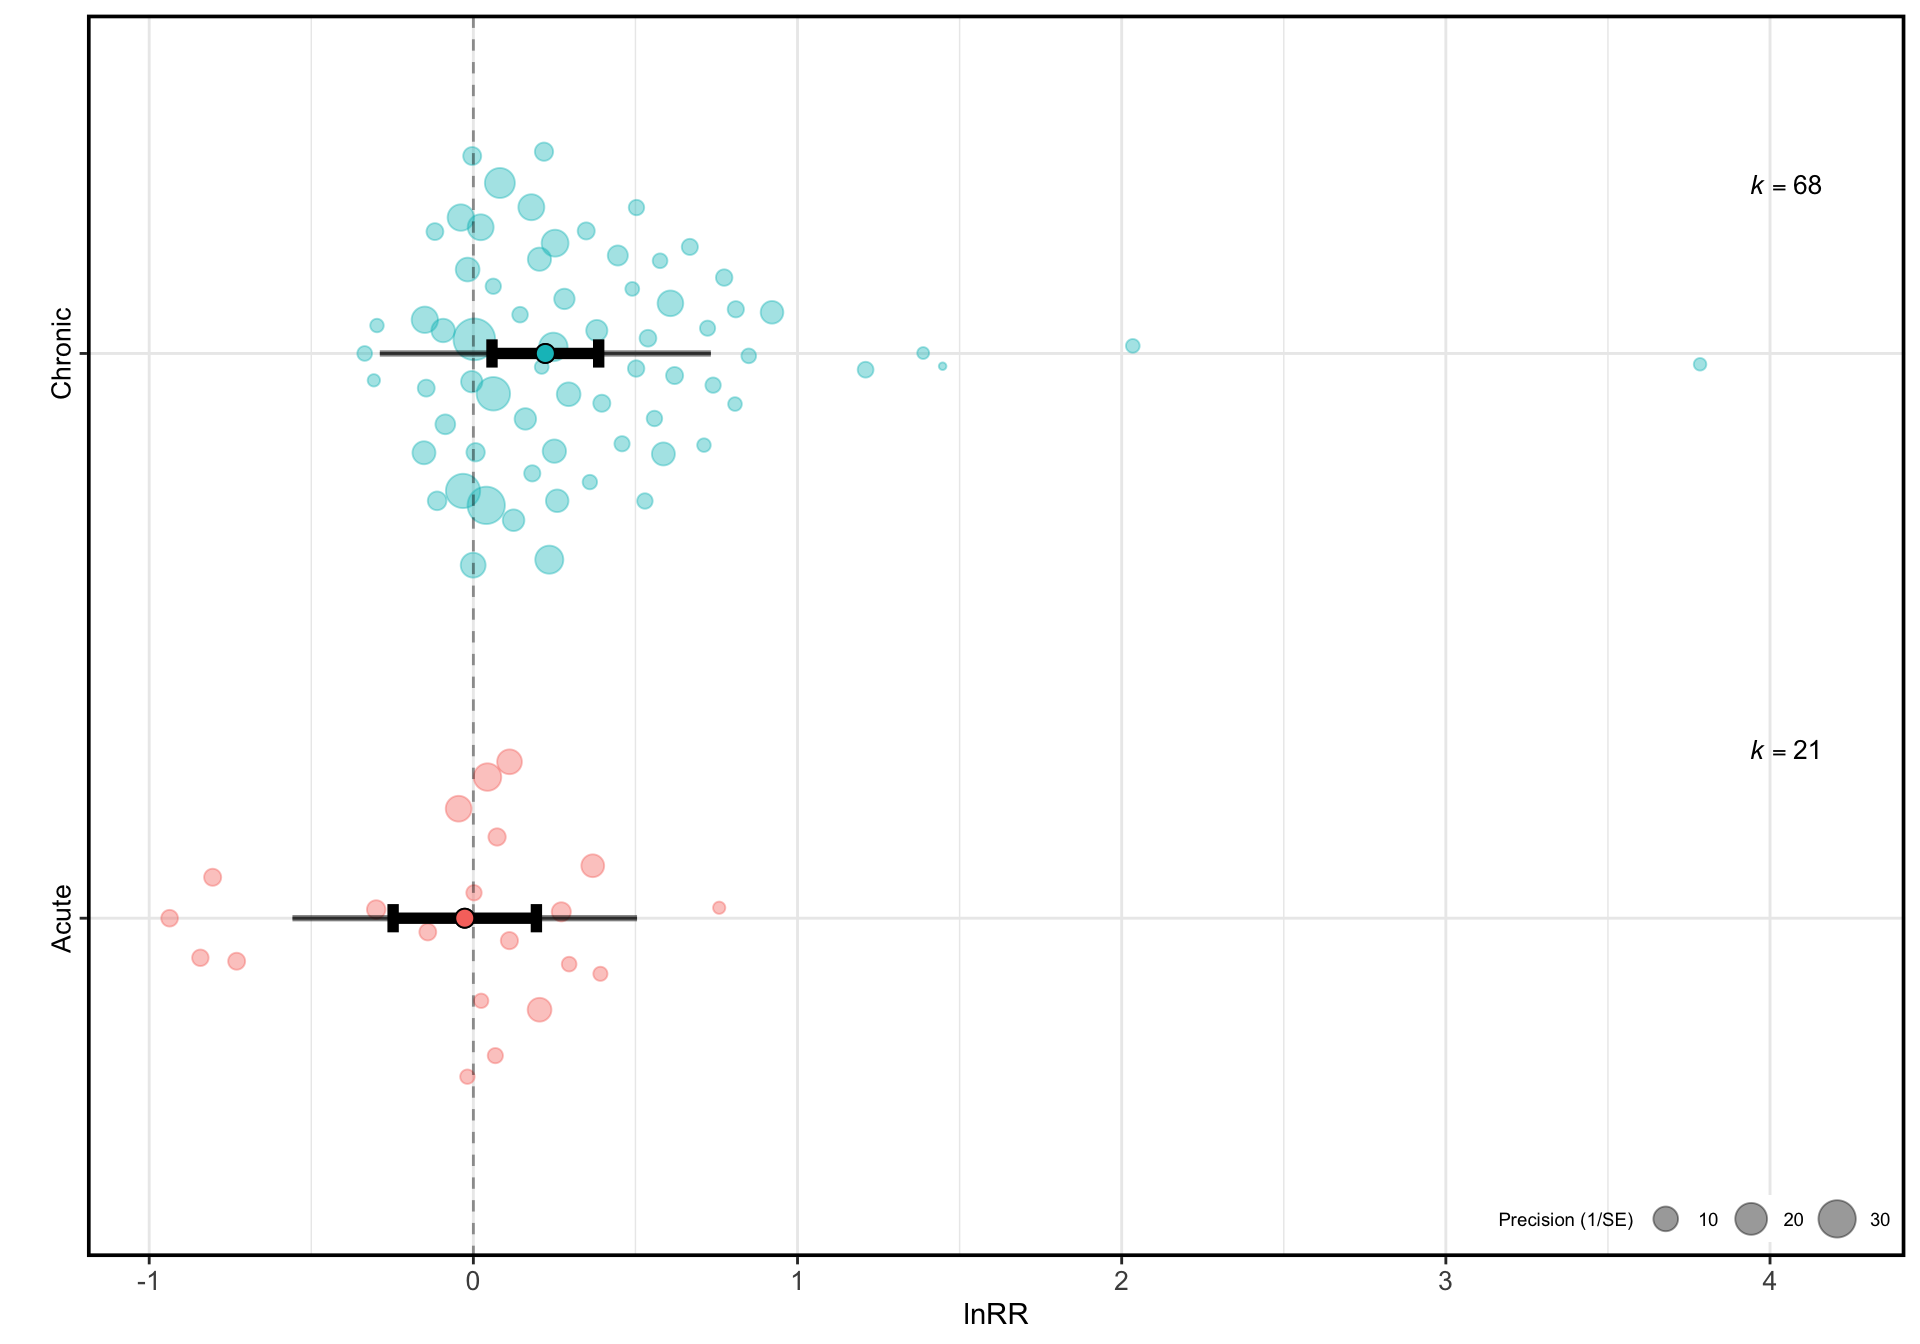 k = 68
Chronic
k = 21
Acute
Precision (1/SE) 10 20 30
-1 0 1 2 3 4
lnRR